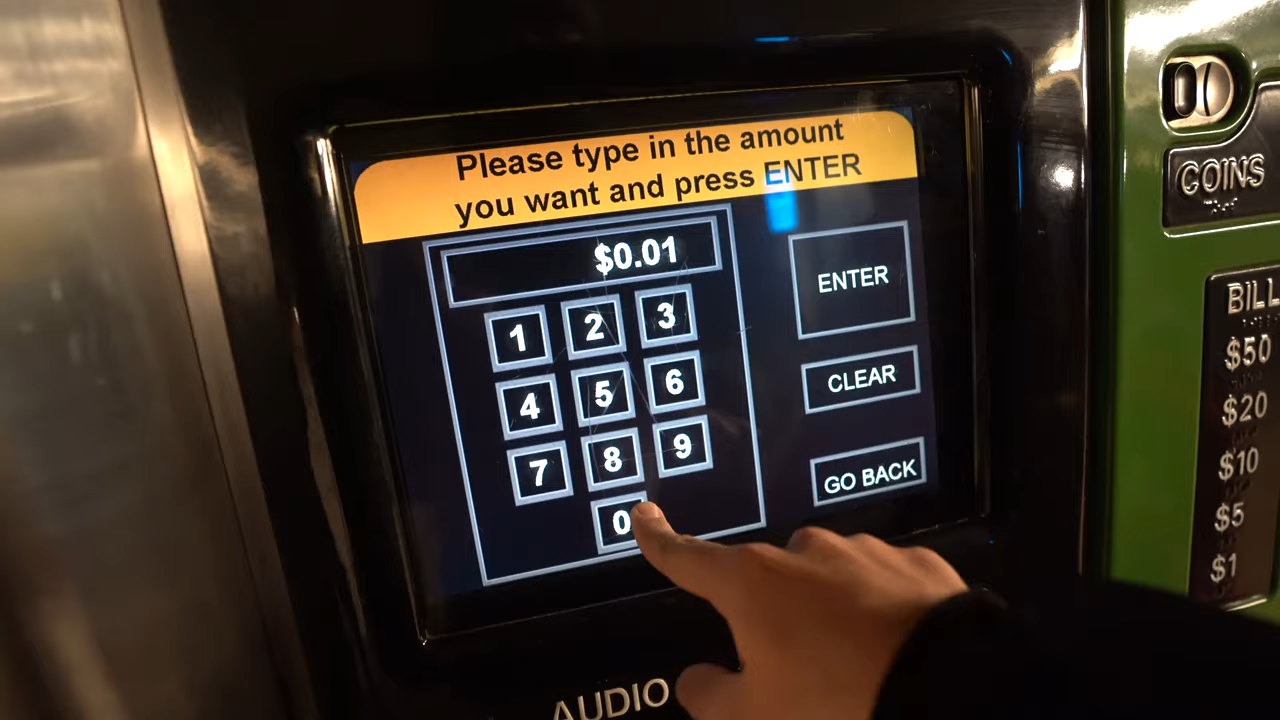 Please type in the amount
you want and press ENTER
$0.01
1 2 3
4 5 6
7 8 9
0
ENTER
CLEAR
GO BACK
AUDIO
COINS
BILL
$50
$20
$10
$5
$1